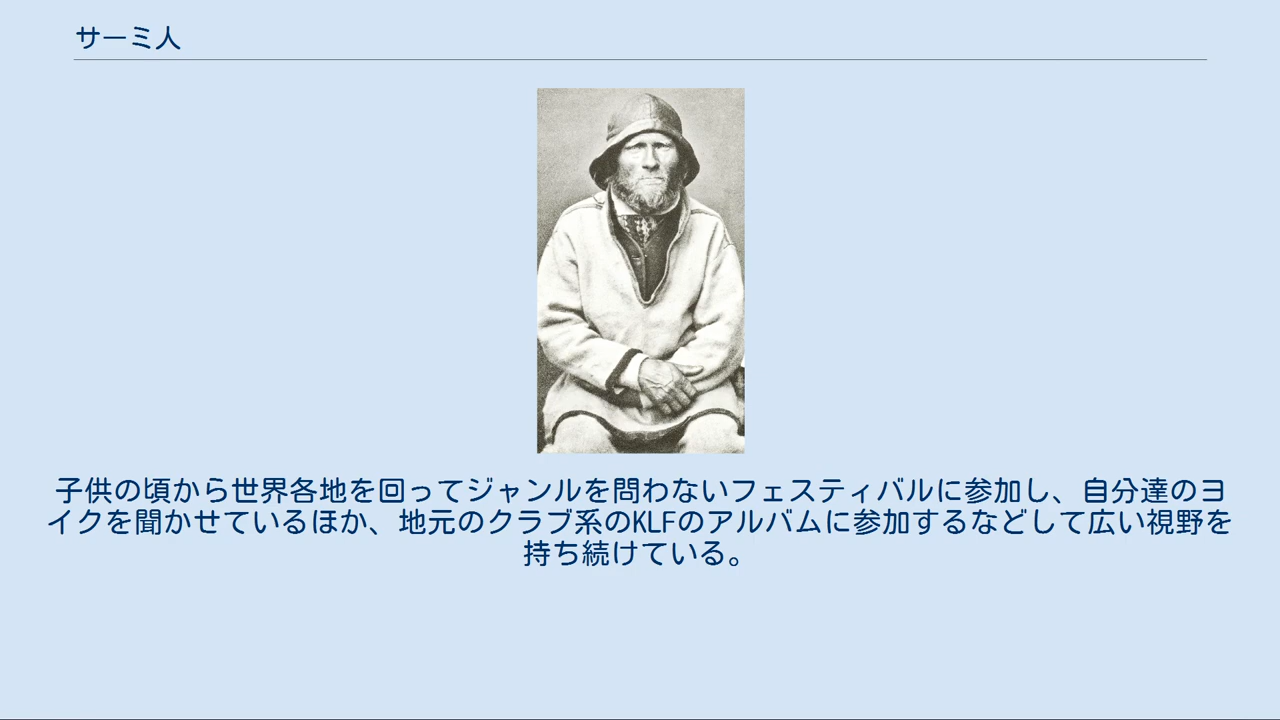 サーミ人
子供の頃から世界各地を回ってジャンルを問わないフェスティバルに参加し、自分達のヨ
イクを聞かせているほか、地元のクラブ系のKLFのアルバムに参加するなどして広い視野を
持ち続けている。